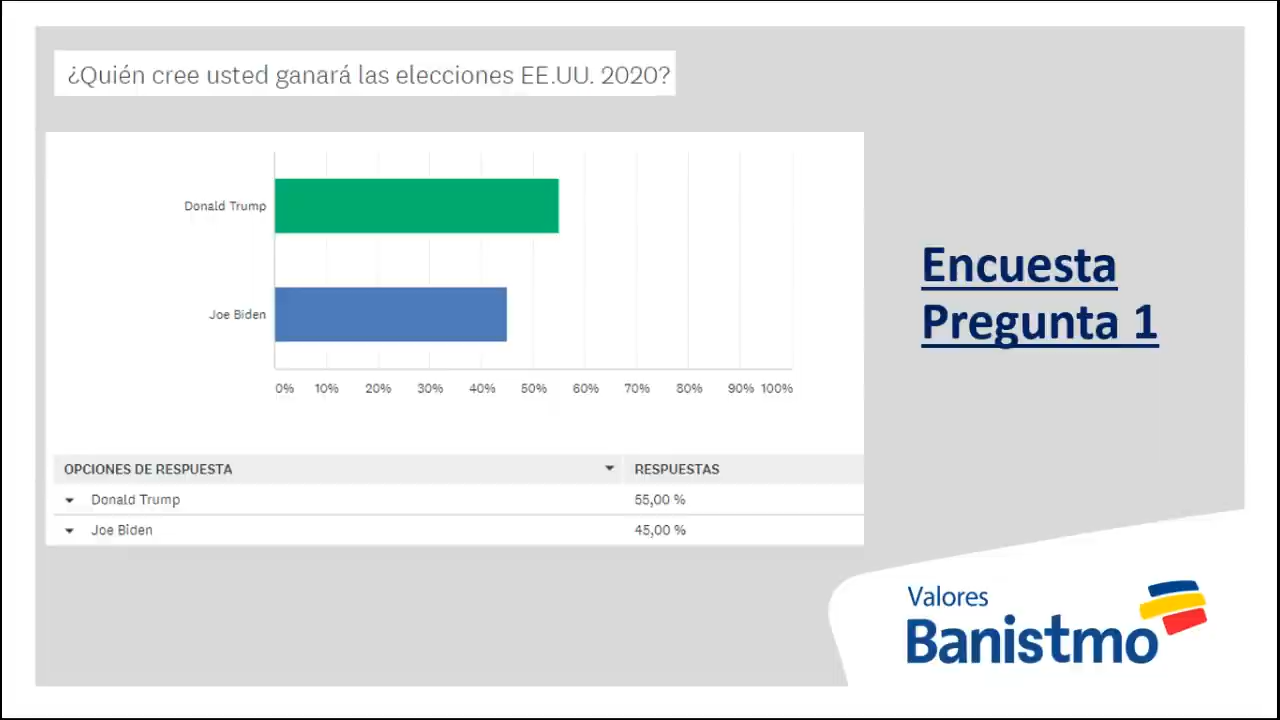 ¿Quién cree usted ganará las elecciones EE.UU. 2020?
Donald Trump
Joe Biden
0% 10% 20% 30% 40% 50% 60% 70% 80% 90% 100%
OPCIONES DE RESPUESTA RESPUESTAS
Donald Trump 55,00 %
Joe Biden 45,00 %
Encuesta
Pregunta 1
Valores
Banistmo